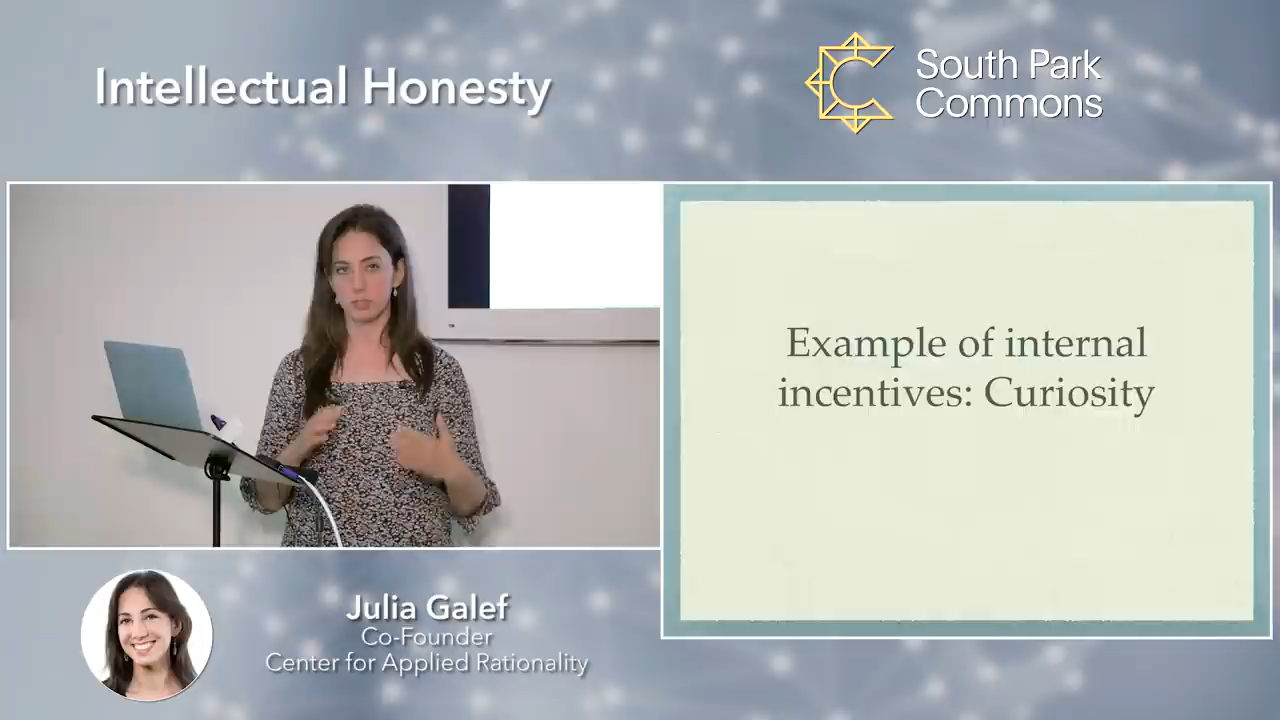 Intellectual Honesty
South Park
Commons
Example of internal
incentives: Curiosity
Julia Galef
Co-Founder
Center for Applied Rationality